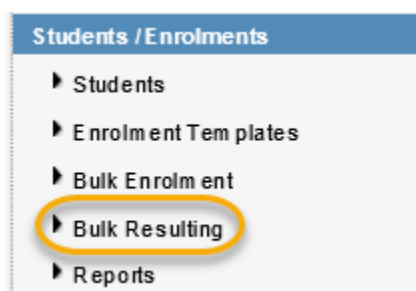 Students / Enrolments
Students
Enrolment Templates
Bulk Enrolment
Bulk Resulting
Reports